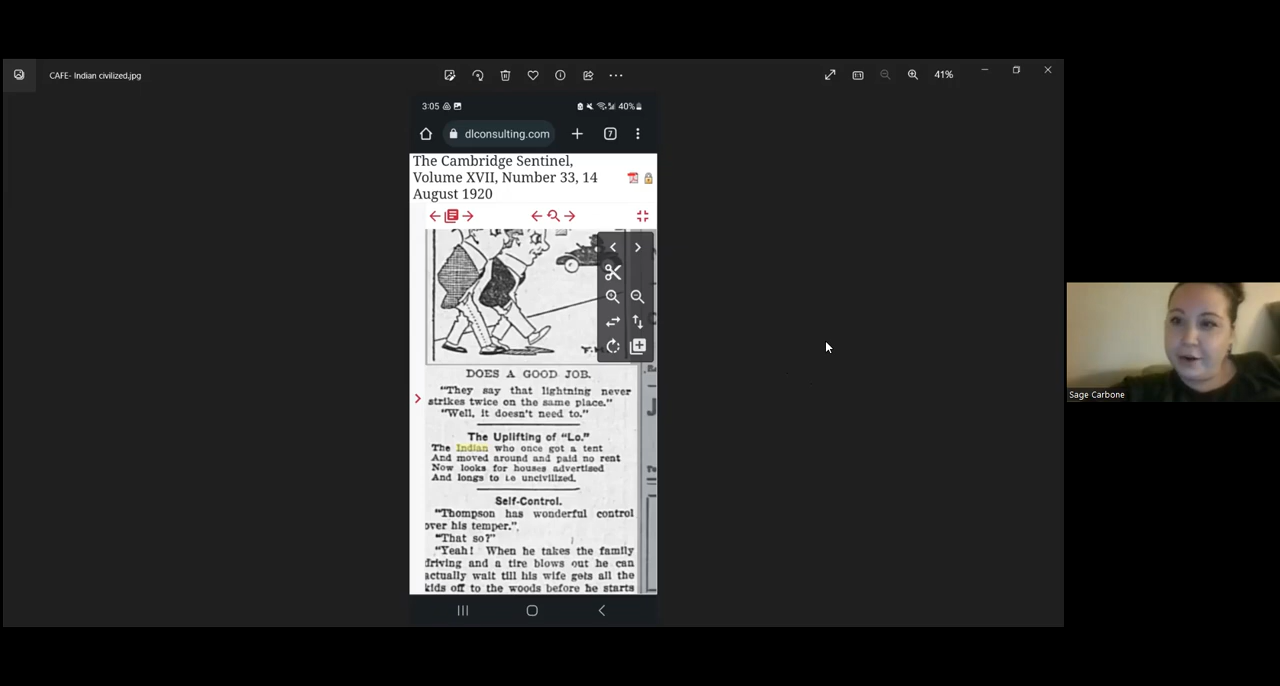 CAFE- Indian civilized.jpg
41%
3:05
40%
dlconsulting.com
7
The Cambridge Sentinel,
Volume XVII, Number 33, 14
August 1920
DOES A GOOD JOB.
"They say that lightning never
strikes twice on the same place."
"Well, it doesn't need to."
The Uplifting of "Lo."
The Indian who once got a tent
And moved around and paid no rent
Now looks for houses advertised
And longs to be uncivilized.
Self-Control.
"Thompson has wonderful control
over his temper."
"That so?"
"Yeah! When he takes the family
driving and a tire blows out he can
actually wait till his wife gets all the
kids off to the woods before he starts
Sage Carbone